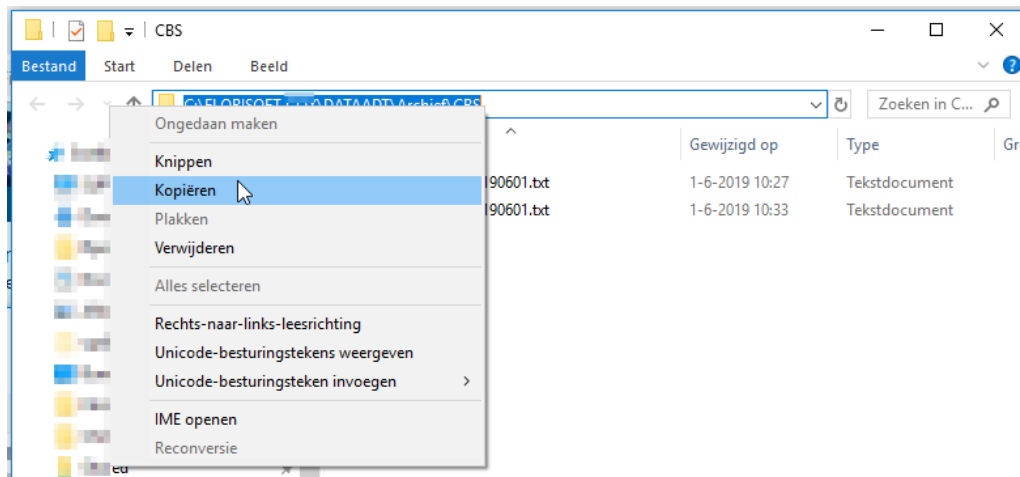 CBS
Bestand Start Delen Beeld
C:\FLORISOFT \DATAADT\Archief\CBS Zoeken in C...
Ongedaan maken
Gewijzigd op Type Gr
Knippen
Kopiëren 190601.txt 1-6-2019 10:27 Tekstdocument
Plakken 190601.txt 1-6-2019 10:33 Tekstdocument
Verwijderen
Alles selecteren
Rechts-naar-links-leesrichting
Unicode-besturingstekens weergeven
Unicode-besturingsteken invoegen
IME openen
Reconversie
ed